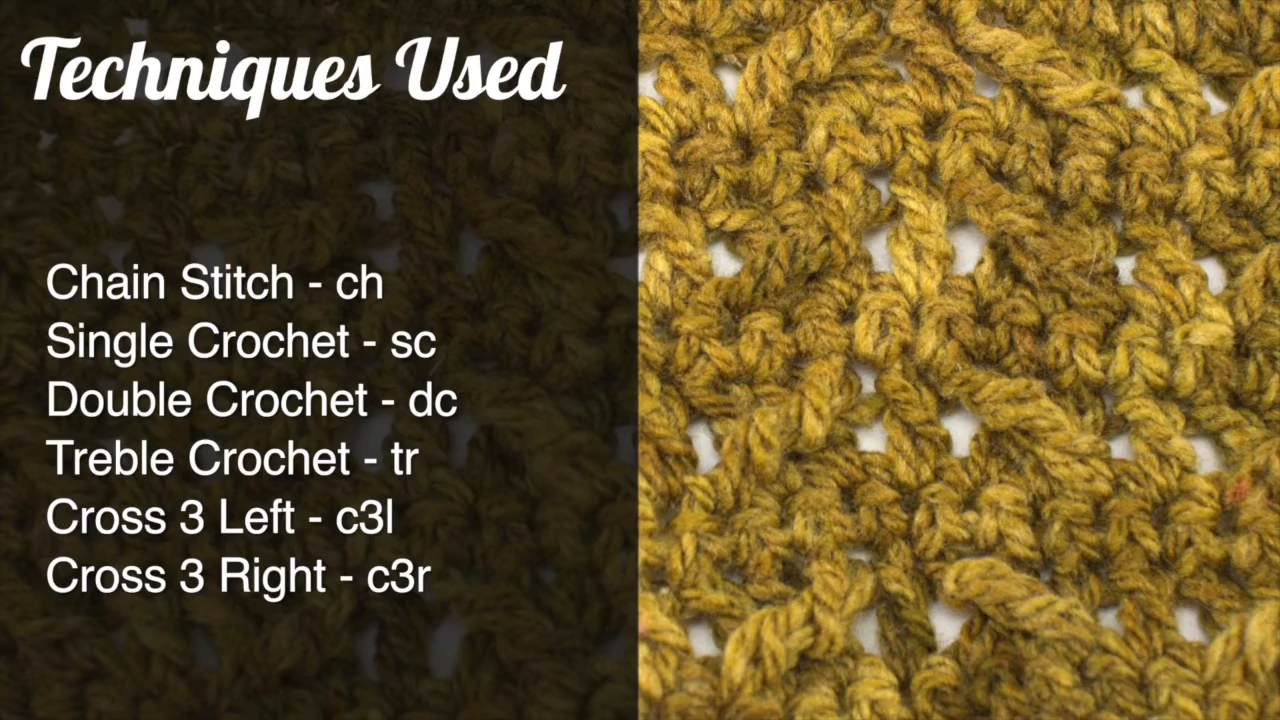 Techniques Used
Chain Stitch - ch
Single Crochet - sc
Double Crochet - dc
Treble Crochet - tr
Cross 3 Left - c3l
Cross 3 Right - c3r